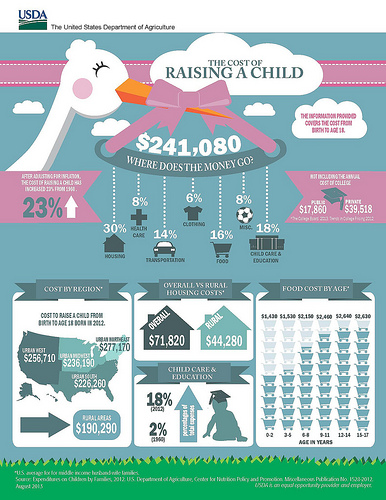 USDA
The United States Department of Agriculture
THE COST OF
RAISING A CHILD
THE INFORMATION PROVIDED
COVERS THE COST FROM
BIRTH TO AGE 18.
$241,080
WHERE DOES THE MONEY GO?
AFTER ADJUSTING FOR INFLATION,
THE COST OF RAISING A CHILD HAS
INCREASED 23% FROM 1960.
23%
NOT INCLUDING THE ANNUAL
COST OF COLLEGE
PUBLIC
$17,860
PRIVATE
$39,518
30%
HOUSING
8%
HEALTH
CARE
14%
TRANSPORTATION
6%
CLOTHING
16%
FOOD
8%
MISC.
18%
CHILD CARE &
EDUCATION
COST BY REGION*
COST TO RAISE A CHILD FROM
BIRTH TO AGE 18 BORN IN 2012.
URBAN WEST
$256,710
URBAN MIDWEST
$236,190
URBAN NORTHEAST
$277,170
URBAN SOUTH
$226,260
RURAL AREAS
$190,290
OVERALL VS RURAL
HOUSING COSTS*
OVERALL
$71,820
RURAL
$44,280
CHILD CARE &
EDUCATION
18%
(2012)
2%
(1960)
percentage of
total expenses
FOOD COST BY AGE*
$1,430 $1,530 $2,150 $2,460 $2,640 $2,630
0-2 3-5 6-8 9-11 12-14 15-17
AGE IN YEARS
*U.S. average for middle income husband-wife families.
Source: Expenditures on Children by Families, 2012. U.S. Department of Agriculture, Center for Nutrition Policy and Promotion. Miscellaneous Publication No. 1528-2012.
August 2013
USDA is an equal opportunity provider and employer.